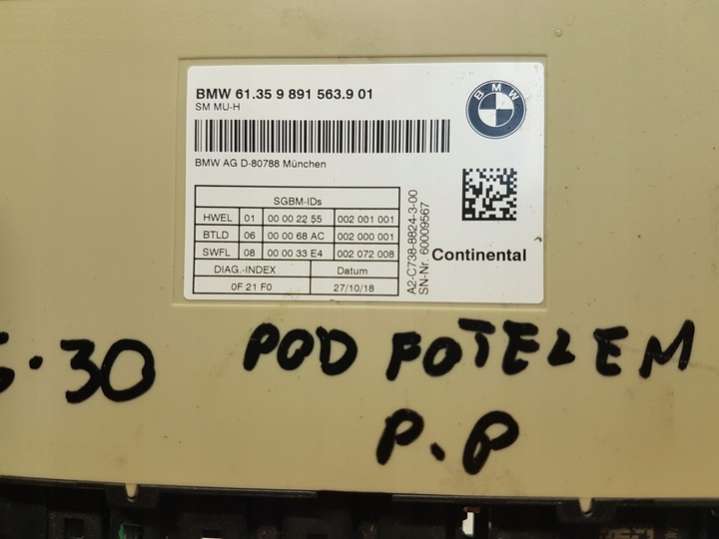 BMW 61.35 9 891 563.9 01
SM MU-H
BMW AG D-80788 München
BMW
SGBM-IDs
HWEL 01 00 00 22 55 002 001 001
BTLD 06 00 00 68 AC 002 000 001
SWFL 08 00 00 33 E4 002 072 008
DIAG.-INDEX Datum
0F 21 F0 27/10/18
A2-C738-8824-3-00
SN-Nr. 60009567
Continental
·30 POD FOTELEM
P.P